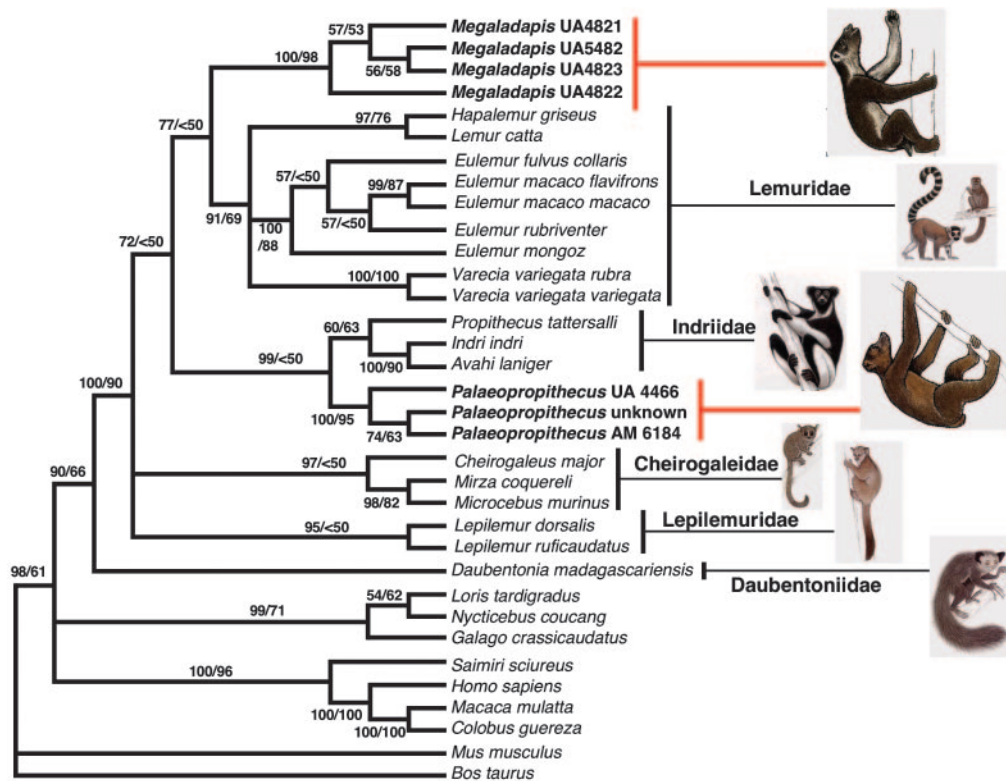 57/53
Megaladapis UA4821
Megaladapis UA5482
100/98
56/58
Megaladapis UA4823
Megaladapis UA4822
77/<50
97/76
Hapalemur griseus
Lemur catta
57/<50
Eulemur fulvus collaris
99/87
Eulemur macaco flavifrons
Eulemur macaco macaco
Lemuridae
91/69
100
/88
57/<50
Eulemur rubriventer
72/<50
Eulemur mongoz
100/100
Varecia variegata rubra
Varecia variegata variegata
60/63
Propithecus tattersalli
Indriidae
Indri indri
99/<50
100/90
Avahi laniger
100/90
Palaeopropithecus UA 4466
100/95
Palaeopropithecus unknown
74/63
Palaeopropithecus AM 6184
97/<50
Cheirogaleus major
Cheirogaleidae
90/66
98/82
Mirza coquereli
Microcebus murinus
95/<50
Lepilemur dorsalis
Lepilemuridae
Lepilemur ruficaudatus
98/61
Daubentonia madagascariensis
Daubentoniidae
54/62
Loris tardigradus
99/71
Nycticebus coucang
Galago crassicaudatus
100/96
Saimiri sciureus
Homo sapiens
100/100
Macaca mulatta
100/100
Colobus guereza
Mus musculus
Bos taurus